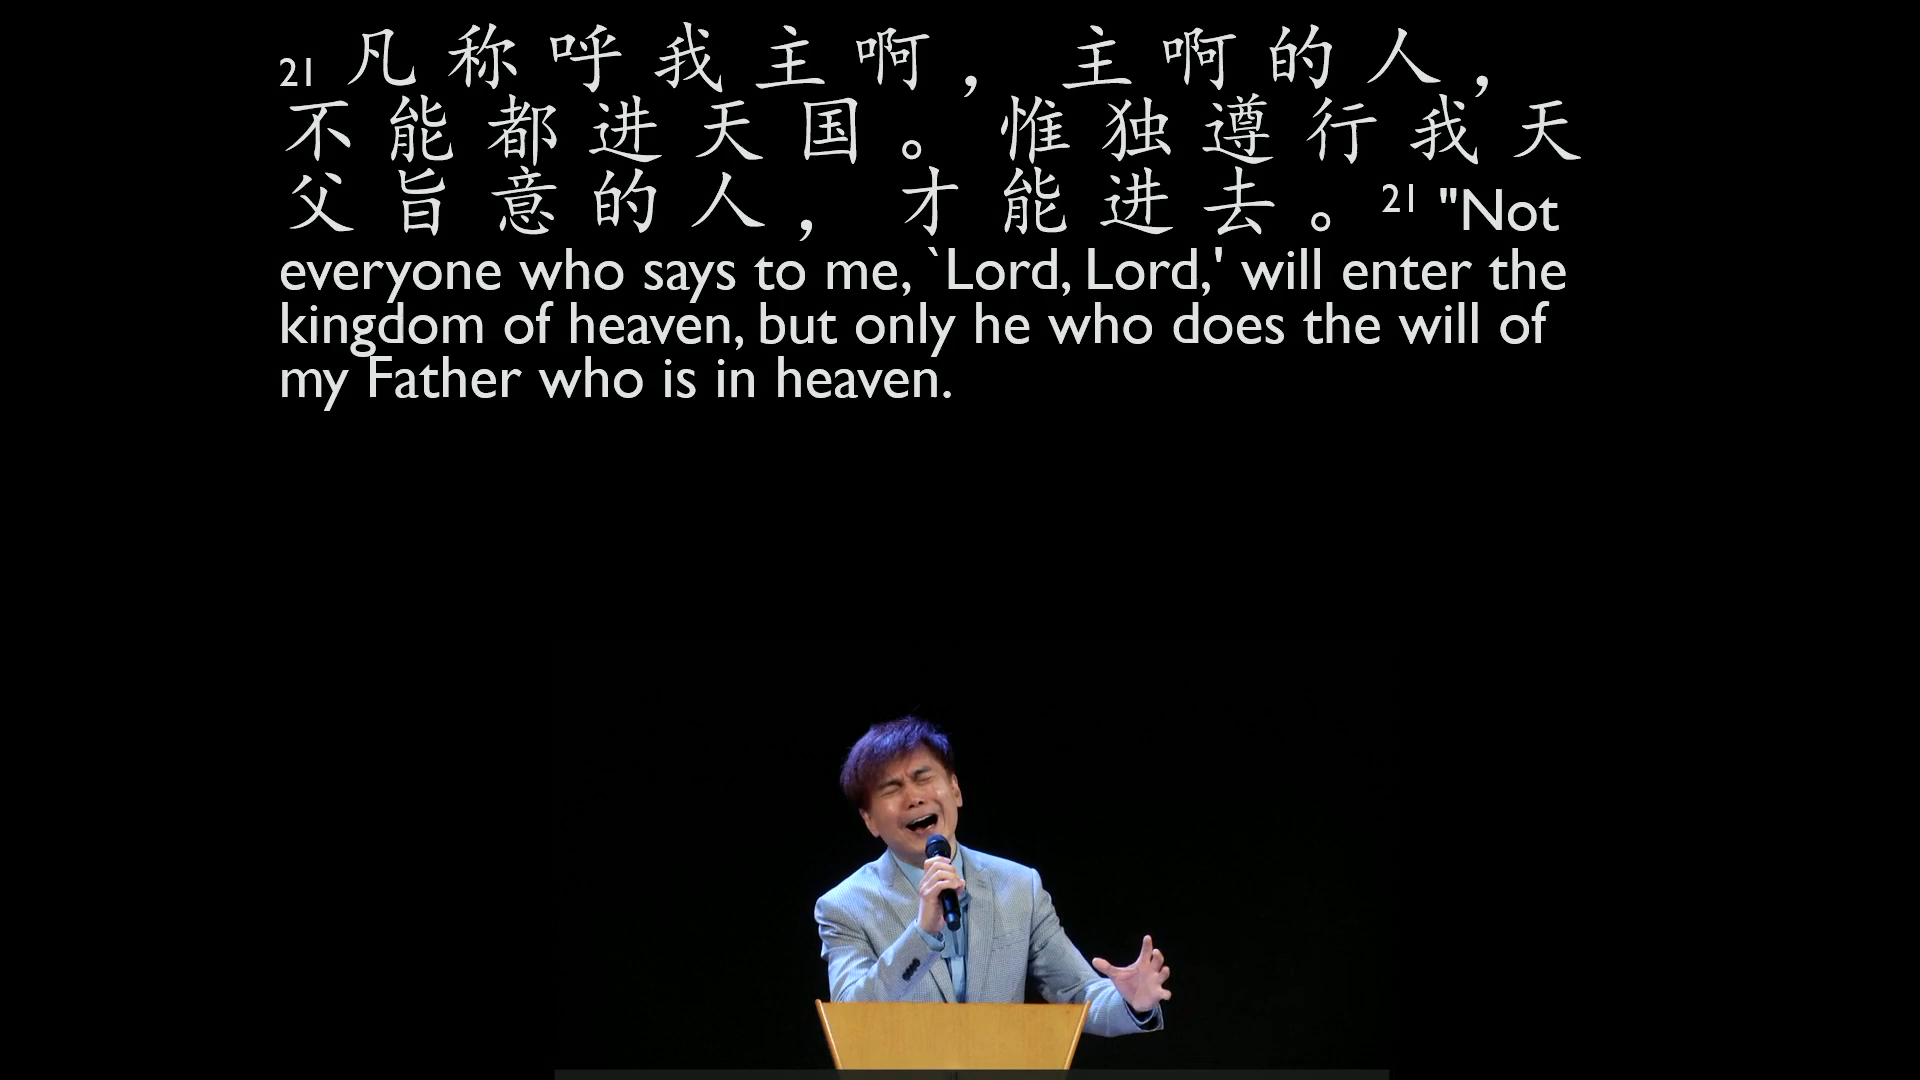 21 凡称呼我主啊，主啊的人，
不能都进天国。惟独遵行我天
父旨意的人，才能进去。21 "Not
everyone who says to me, `Lord, Lord,' will enter the
kingdom of heaven, but only he who does the will of
my Father who is in heaven.